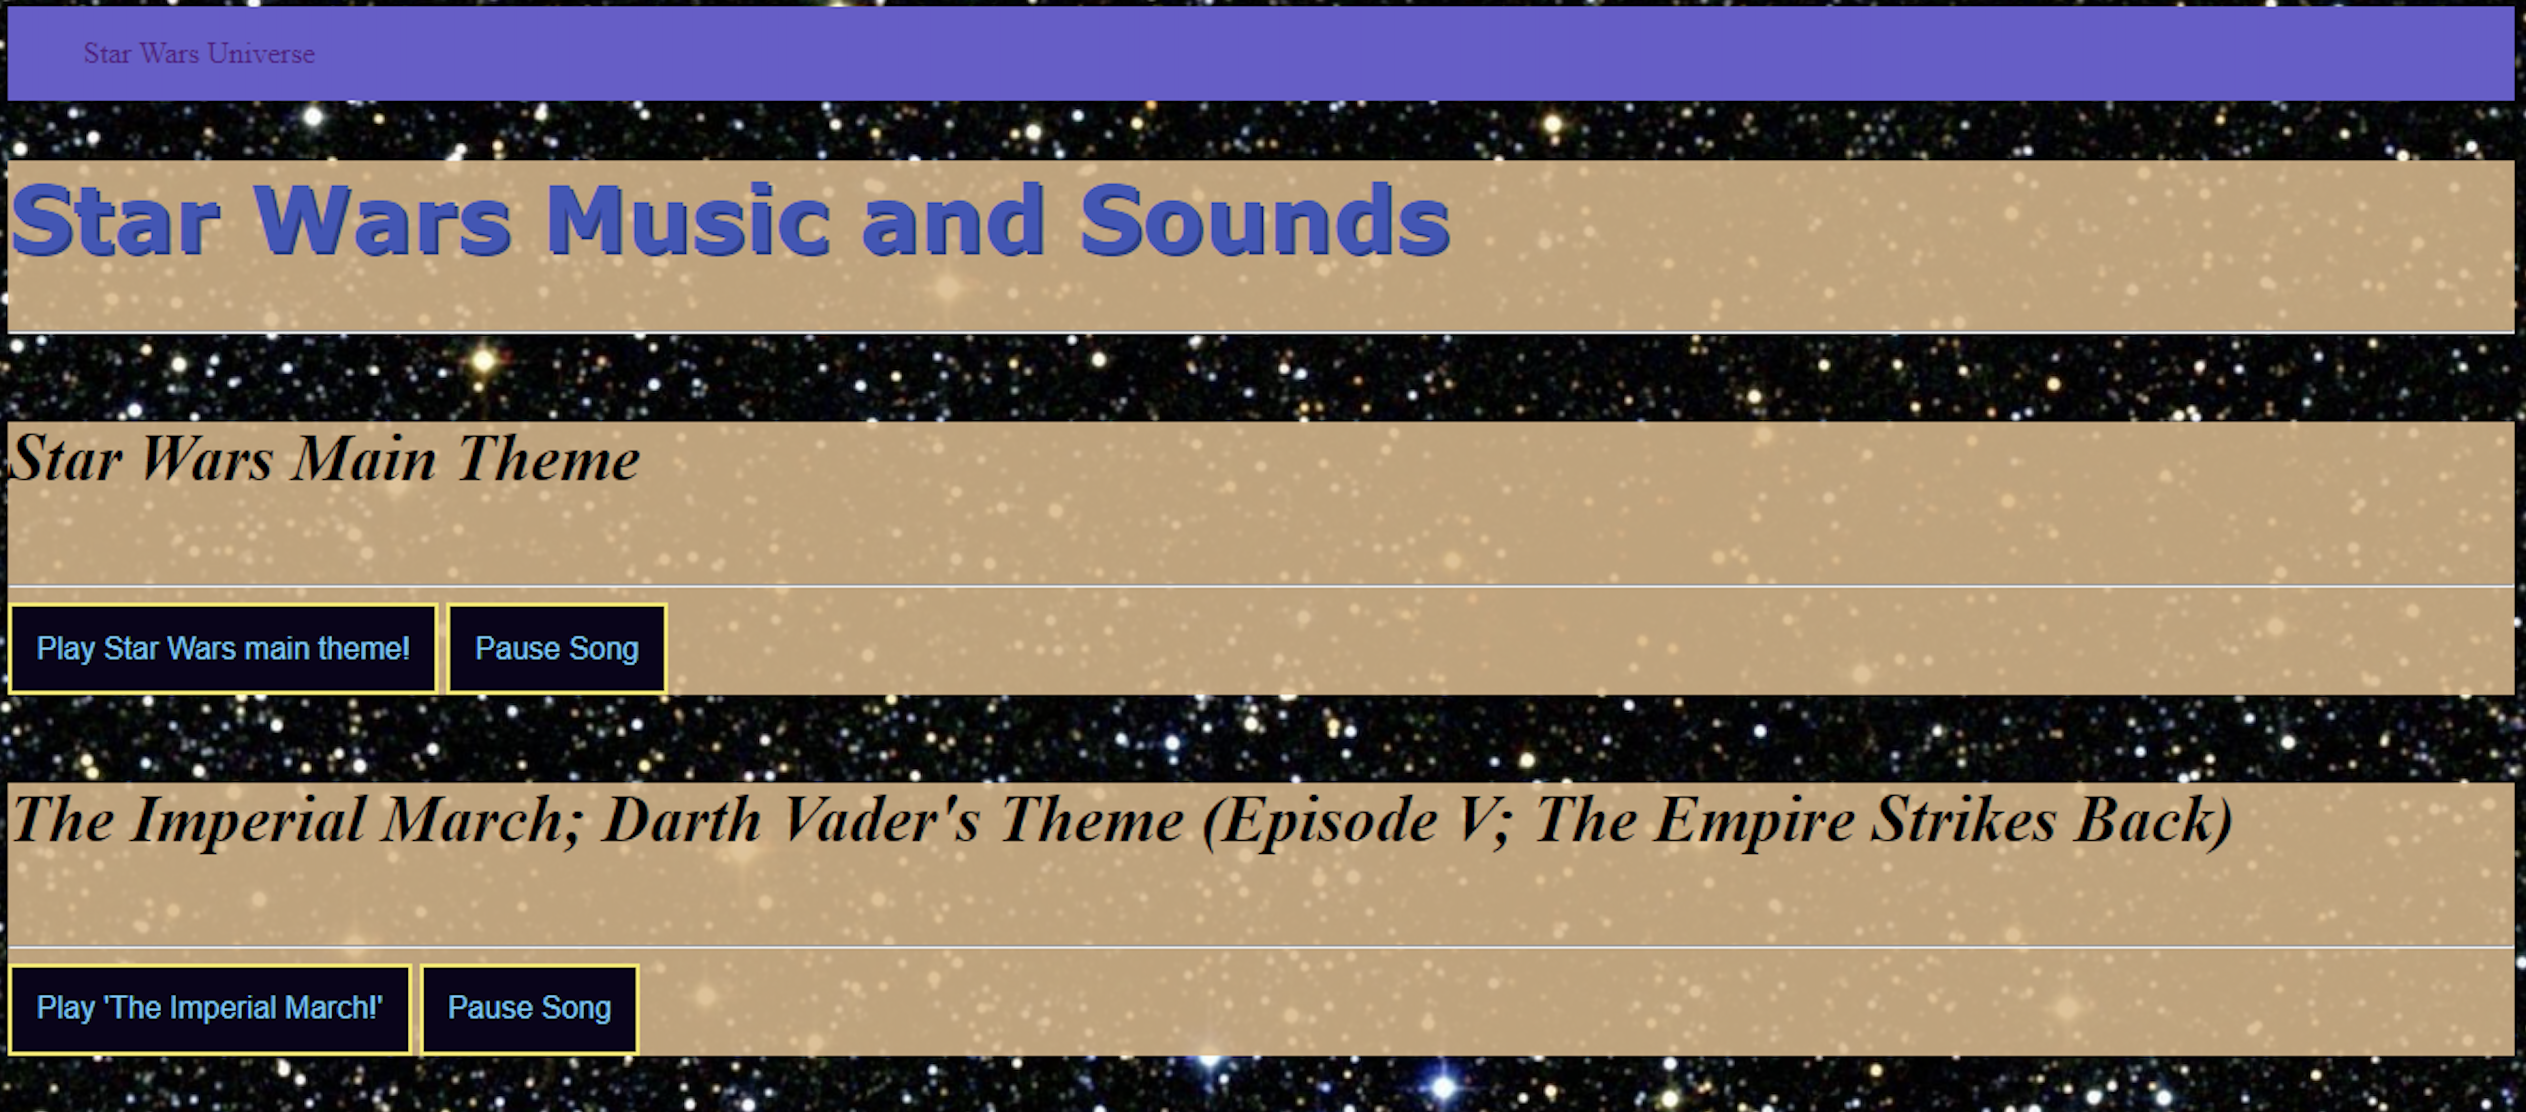 Star Wars Universe
Star Wars Music and Sounds
Star Wars Main Theme
Play Star Wars main theme! Pause Song
The Imperial March; Darth Vader's Theme (Episode V; The Empire Strikes Back)
Play 'The Imperial March!' Pause Song